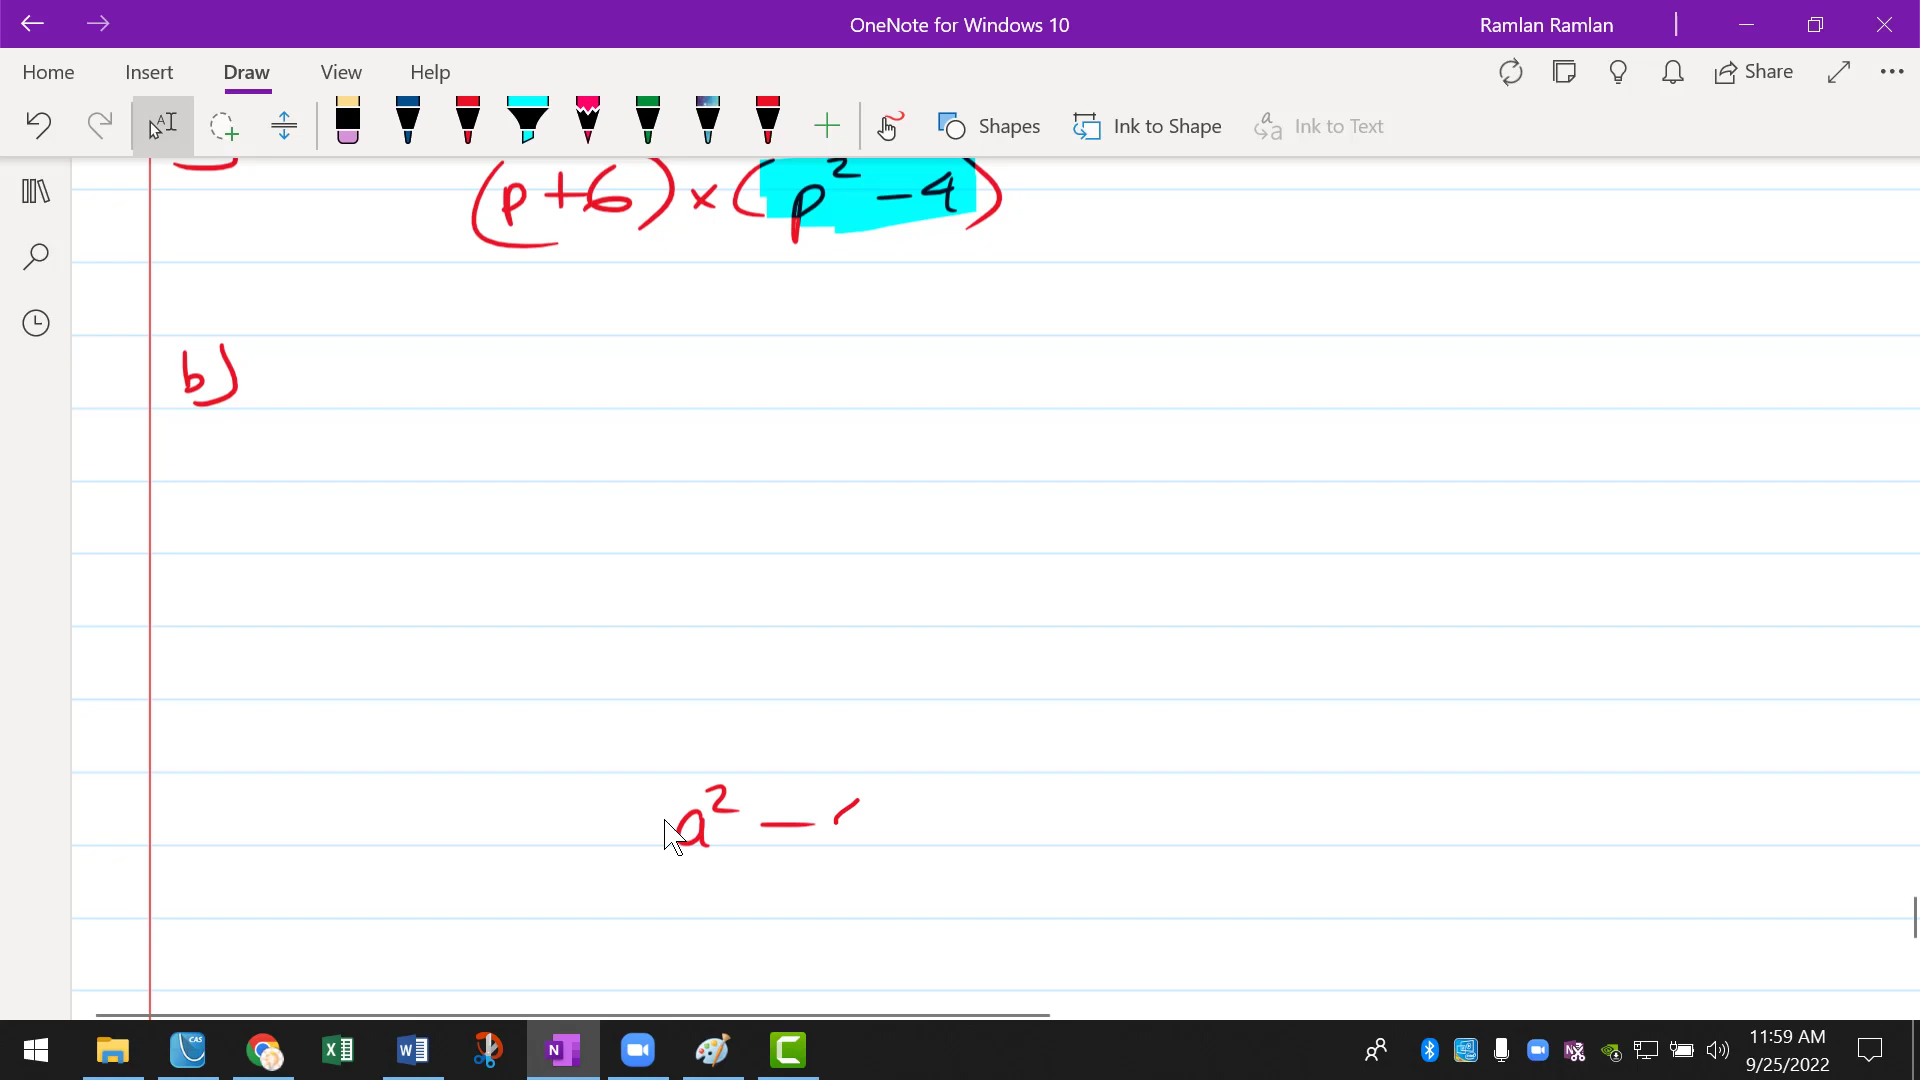 OneNote for Windows 10
Ramlan Ramlan
Home Insert Draw View Help
Share
Shapes Ink to Shape Ink to Text
(p+6) × (p² − 4)
b)
a² −
11:59 AM
9/25/2022